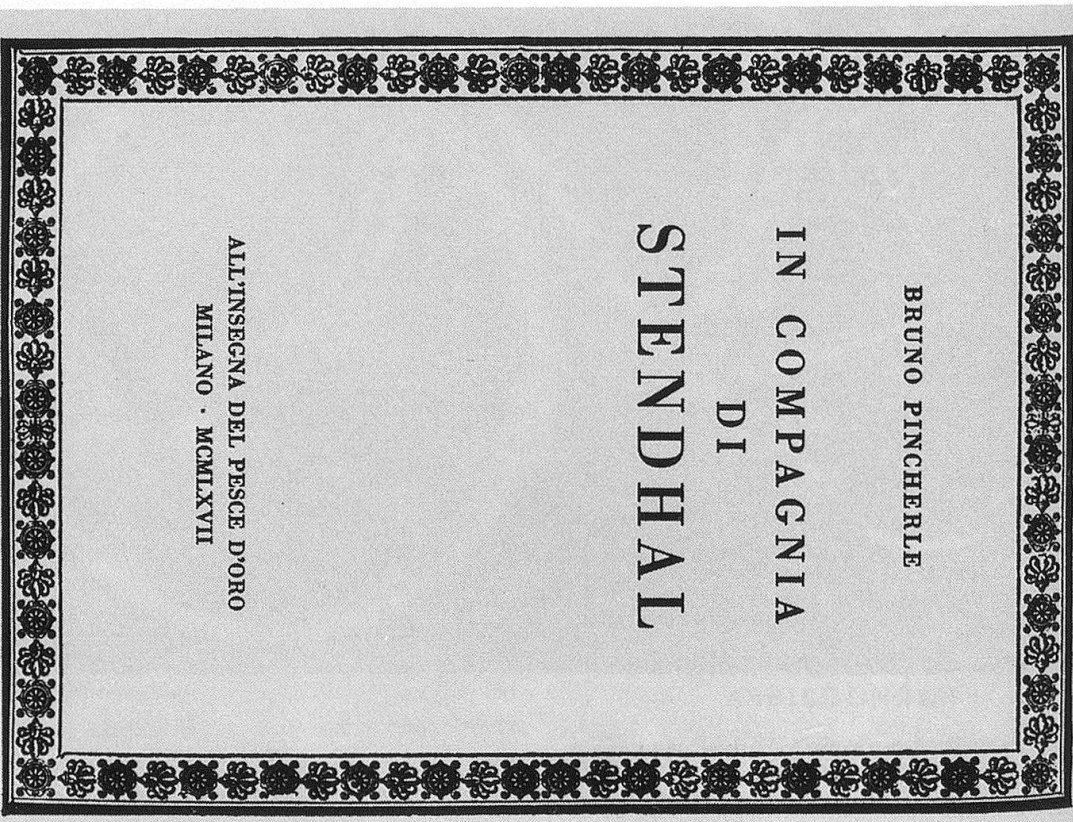 BRUNO PINCHERLE
IN COMPAGNIA
DI
STENDHAL
ALL'INSEGNA DEL PESCE D'ORO
MILANO · MCMLXVII